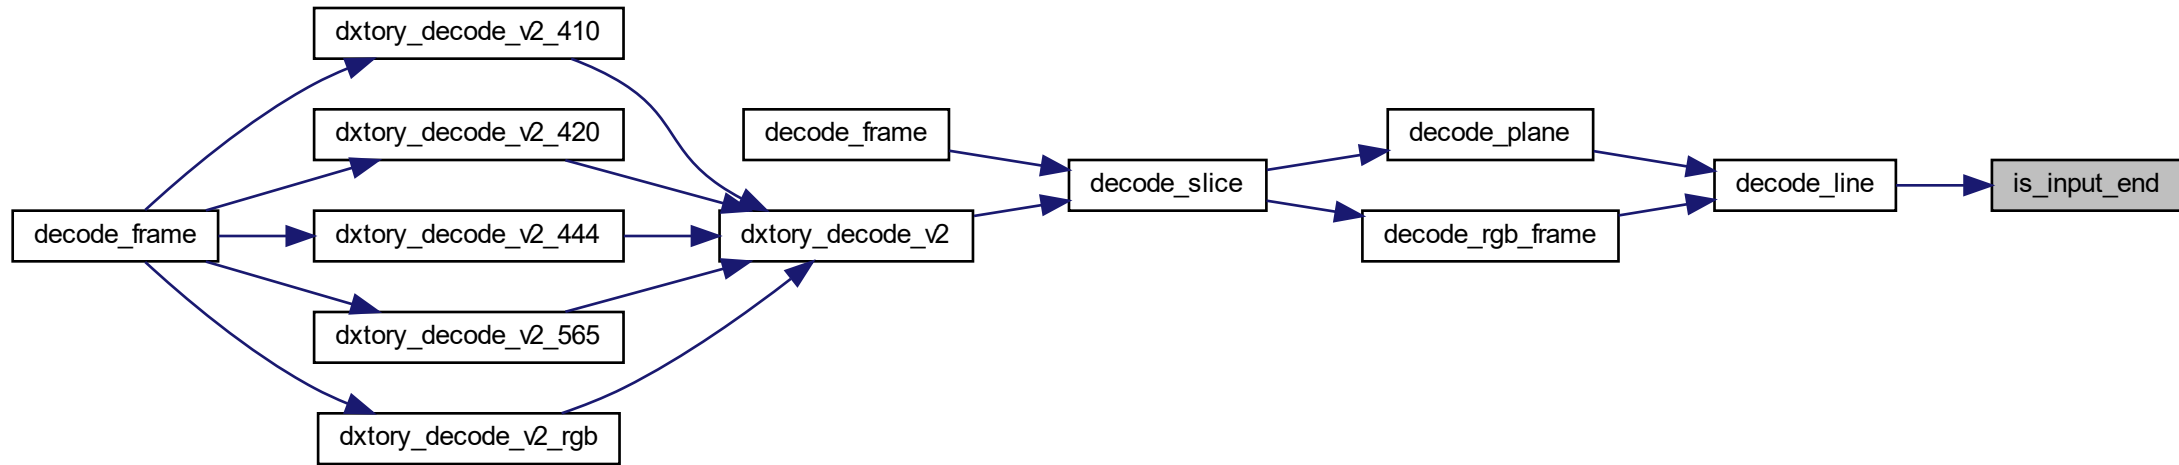 dxtory_decode_v2_410
dxtory_decode_v2_420
decode_frame
decode_plane
decode_slice
decode_line
is_input_end
decode_frame
dxtory_decode_v2_444
dxtory_decode_v2
decode_rgb_frame
dxtory_decode_v2_565
dxtory_decode_v2_rgb